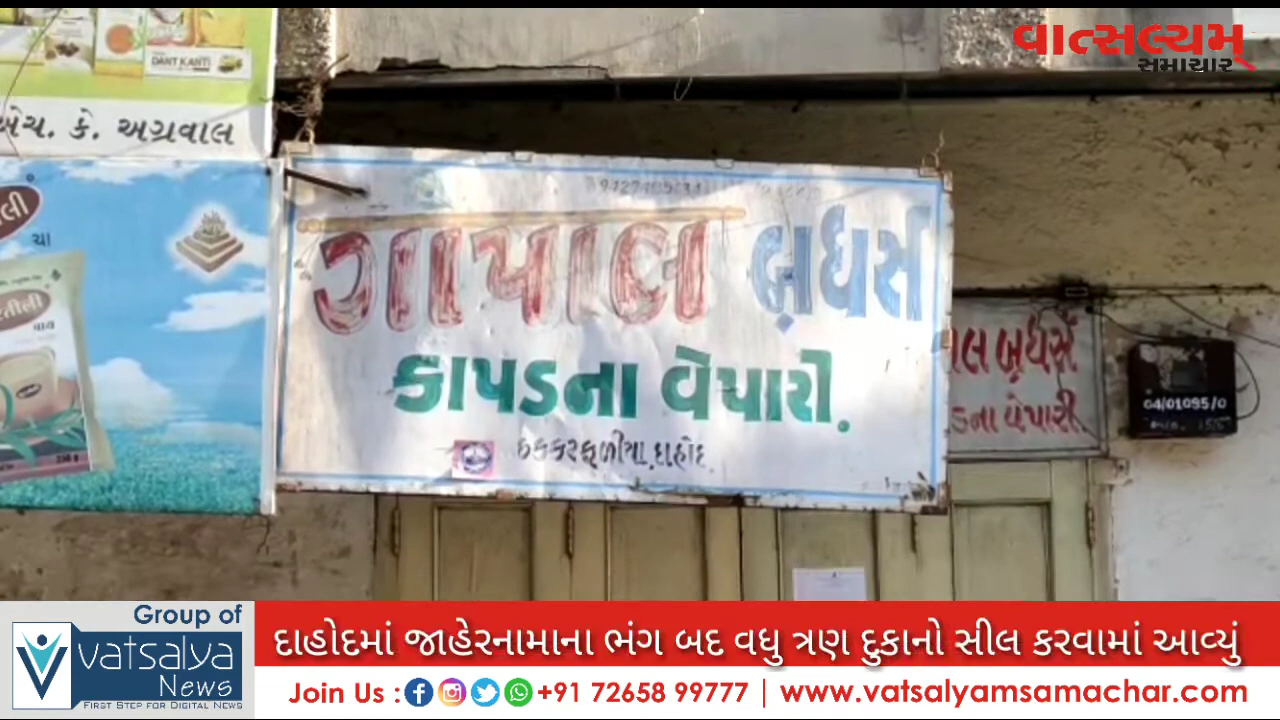 વાત્સલ્યમ્
સમાચાર
DANT KANTI
એચ. કે. અગ્રવાલ
લી
ચા
ગોપાલ બ્રધર્સ
કાપડના વેપારી.
ઠક્કરફળીયા, દાહોદ.
લ બ્રધર્સ
ડના વેપારી.
04/01095/0
Group of
vatsalya
News
FIRST STEP FOR DIGITAL NEWS
દાહોદમાં જાહેરનામાના ભંગ બદ વધુ ત્રણ દુકાનો સીલ કરવામાં આવ્યું
Join Us : +91 72658 99777 | www.vatsalyamsamachar.com